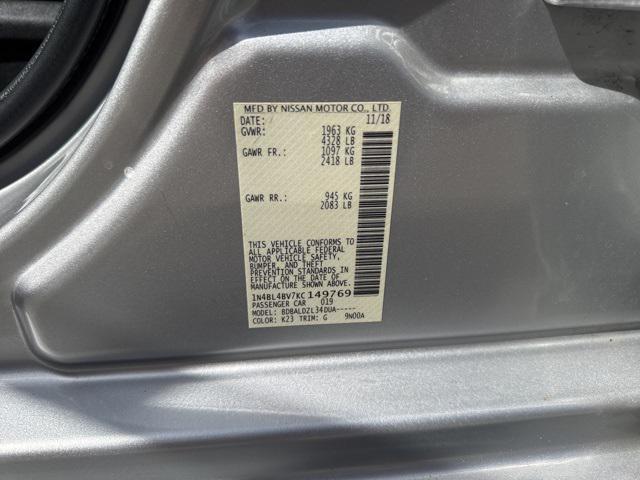 MFD BY NISSAN MOTOR CO., LTD.
DATE: 11/18
GVWR: 1963 KG
4328 LB
GAWR FR.: 1097 KG
2418 LB
GAWR RR.: 945 KG
2083 LB
THIS VEHICLE CONFORMS TO
ALL APPLICABLE FEDERAL
MOTOR VEHICLE SAFETY,
BUMPER, AND THEFT
PREVENTION STANDARDS IN
EFFECT ON THE DATE OF
MANUFACTURE SHOWN ABOVE.
1N4BL4BV7KC149769
PASSENGER CAR 019
MODEL: BDBALDZL34DUA-----
COLOR: K23 TRIM: G 9N00A